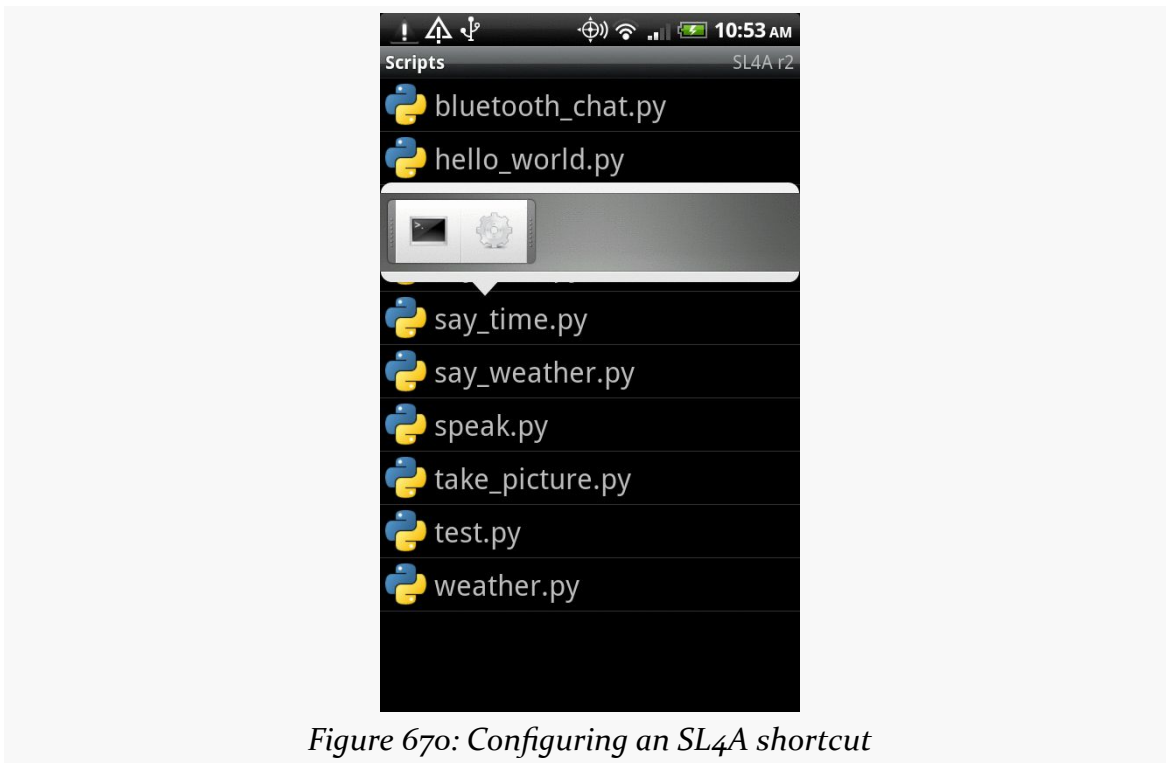 10:53 AM
Scripts SL4A r2
bluetooth_chat.py
hello_world.py
>_
say_time.py
say_weather.py
speak.py
take_picture.py
test.py
weather.py
Figure 670: Configuring an SL4A shortcut